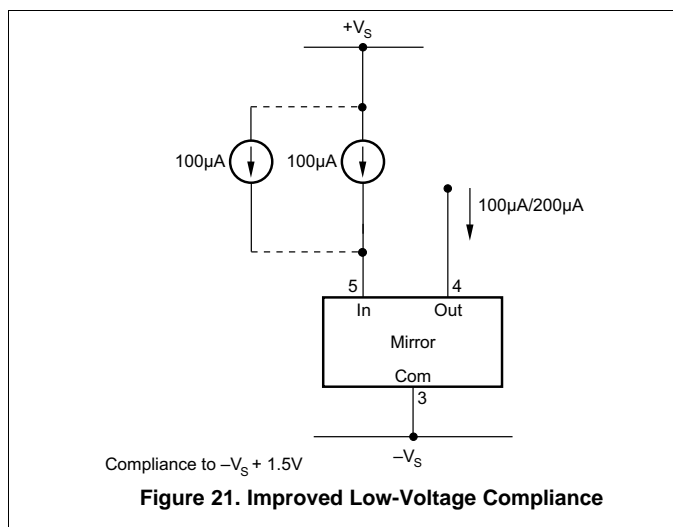 +VS
100µA
100µA
100µA/200µA
5
4
In
Out
Mirror
Com
3
–VS
Compliance to –VS + 1.5V
Figure 21. Improved Low-Voltage Compliance